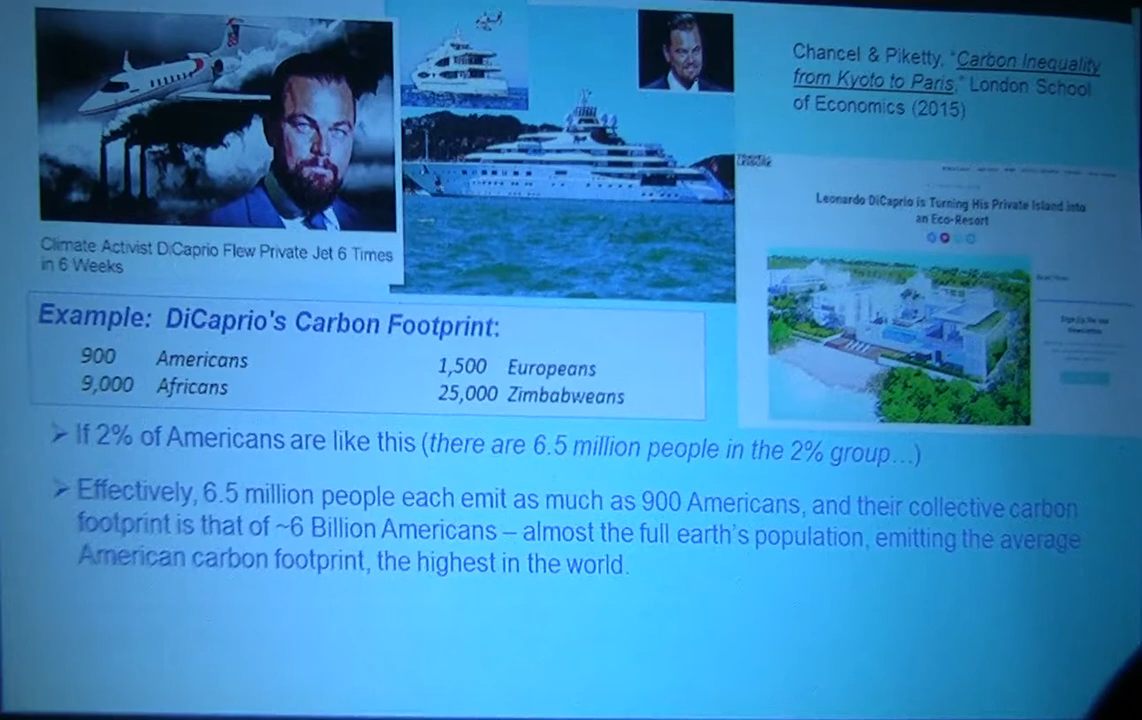 Chancel & Piketty, "Carbon Inequality
from Kyoto to Paris," London School
of Economics (2015)
Leonardo DiCaprio is Turning His Private Island into
an Eco-Resort
Climate Activist DiCaprio Flew Private Jet 6 Times
in 6 Weeks
Example: DiCaprio's Carbon Footprint:
900 Americans 1,500 Europeans
9,000 Africans 25,000 Zimbabweans
➤ If 2% of Americans are like this (there are 6.5 million people in the 2% group…)
➤ Effectively, 6.5 million people each emit as much as 900 Americans, and their collective carbon
footprint is that of ~6 Billion Americans – almost the full earth's population, emitting the average
American carbon footprint, the highest in the world.